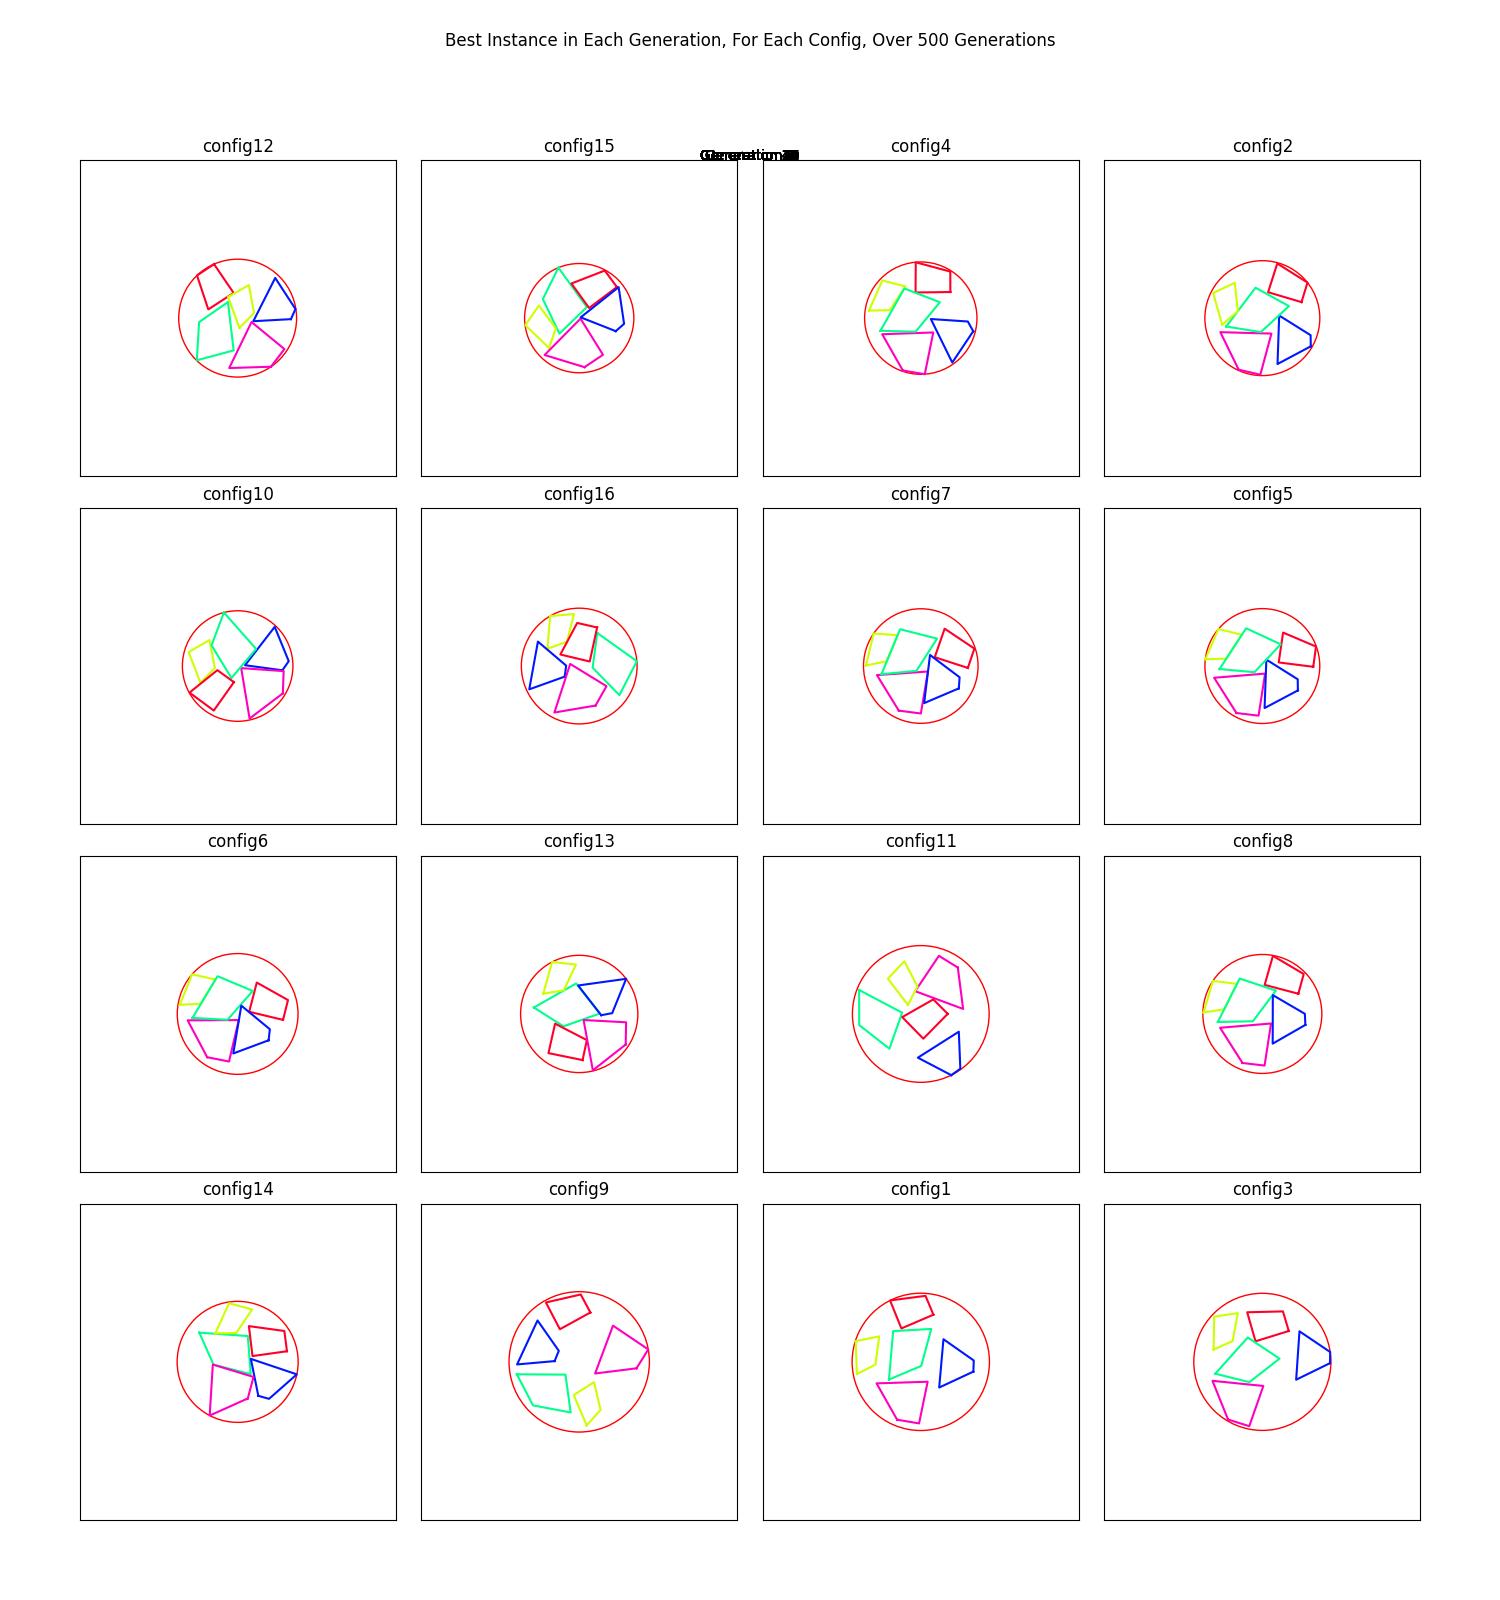 Best Instance in Each Generation, For Each Config, Over 500 Generations
config12
config15
config4
config2
config10
config16
config7
config5
config6
config13
config11
config8
config14
config9
config1
config3